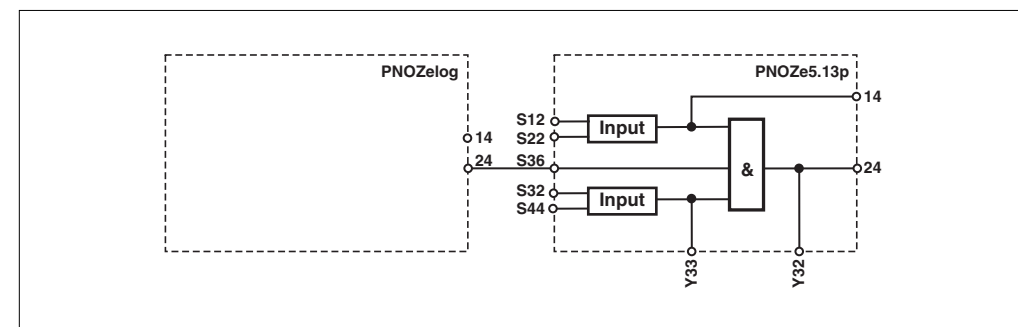 PNOZelog
PNOZe5.13p
14
S12
Input
S22
14
24
S36
&
24
S32
Input
S44
Y33
Y32